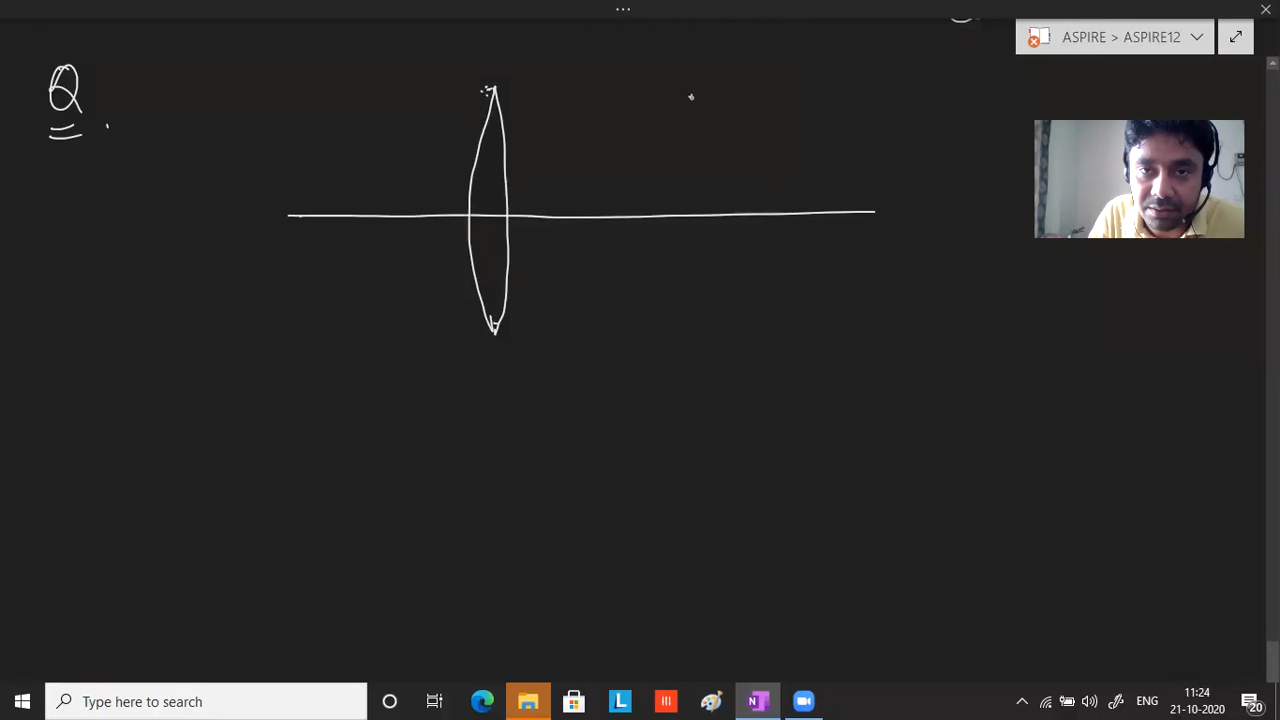 ASPIRE > ASPIRE12
Q
Type here to search
L
N
ENG
11:24
21-10-2020
20